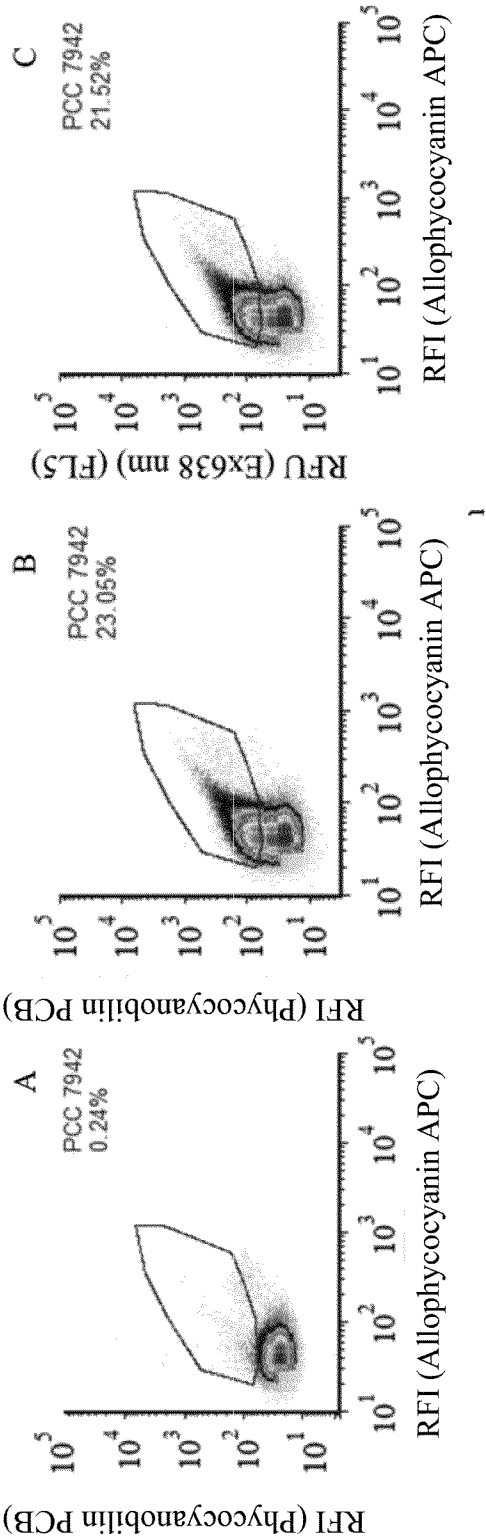 A
PCC 7942
0.24%
10^5
10^4
10^3
10^2
10^1
RFI (Phycocyanobilin PCB)
10^1 10^2 10^3 10^4 10^5
RFI (Allophycocyanin APC)
B
PCC 7942
23.05%
10^5
10^4
10^3
10^2
10^1
RFI (Phycocyanobilin PCB)
10^1 10^2 10^3 10^4 10^5
RFI (Allophycocyanin APC)
C
PCC 7942
21.52%
10^5
10^4
10^3
10^2
10^1
RFU (Ex638 nm) (FL5)
10^1 10^2 10^3 10^4 10^5
RFI (Allophycocyanin APC)